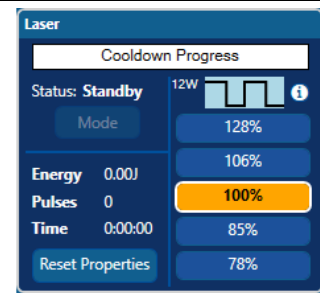 Laser
Cooldown Progress
Status: Standby
Mode
Energy 0.00J
Pulses 0
Time 0:00:00
Reset Properties
12W
i
128%
106%
100%
85%
78%